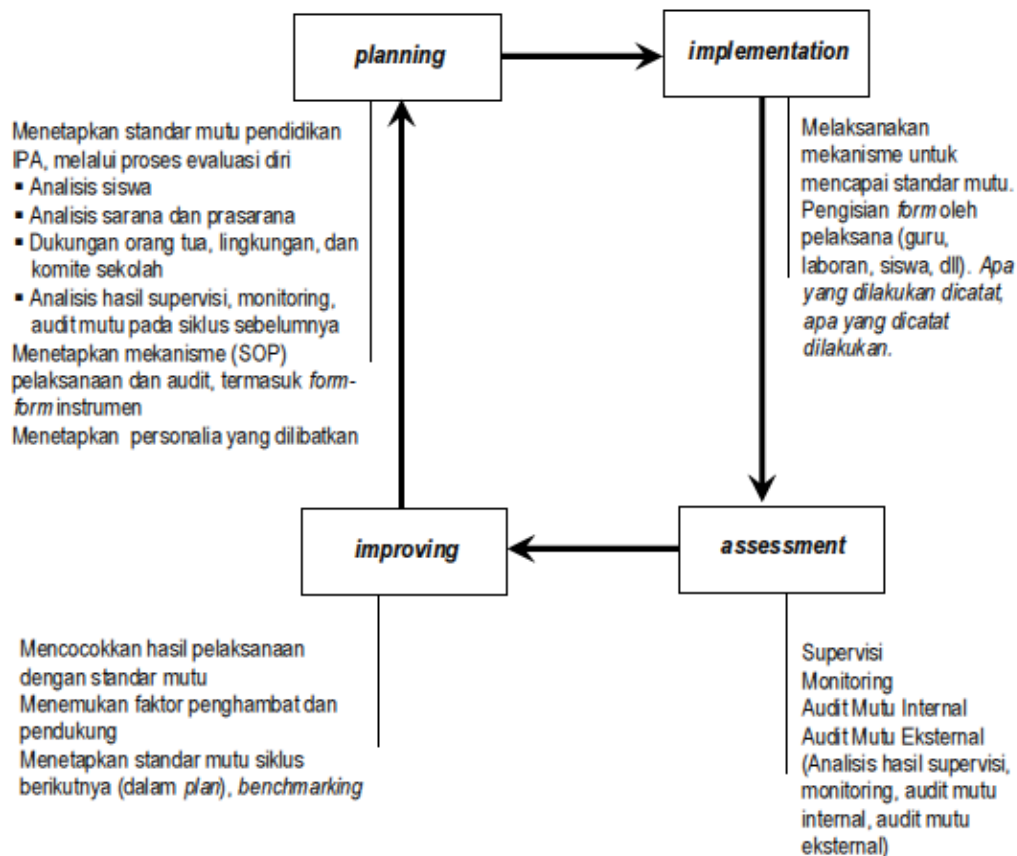 planning
implementation
Menetapkan standar mutu pendidikan
IPA, melalui proses evaluasi diri
▪ Analisis siswa
▪ Analisis sarana dan prasarana
▪ Dukungan orang tua, lingkungan, dan
komite sekolah
▪ Analisis hasil supervisi, monitoring,
audit mutu pada siklus sebelumnya
Menetapkan mekanisme (SOP)
pelaksanaan dan audit, termasuk form-
form instrumen
Menetapkan personalia yang dilibatkan
Melaksanakan
mekanisme untuk
mencapai standar mutu.
Pengisian form oleh
pelaksana (guru,
laboran, siswa, dll). Apa
yang dilakukan dicatat,
apa yang dicatat
dilakukan.
improving
assessment
Mencocokkan hasil pelaksanaan
dengan standar mutu
Menemukan faktor penghambat dan
pendukung
Menetapkan standar mutu siklus
berikutnya (dalam plan), benchmarking
Supervisi
Monitoring
Audit Mutu Internal
Audit Mutu Eksternal
(Analisis hasil supervisi,
monitoring, audit mutu
internal, audit mutu
eksternal)